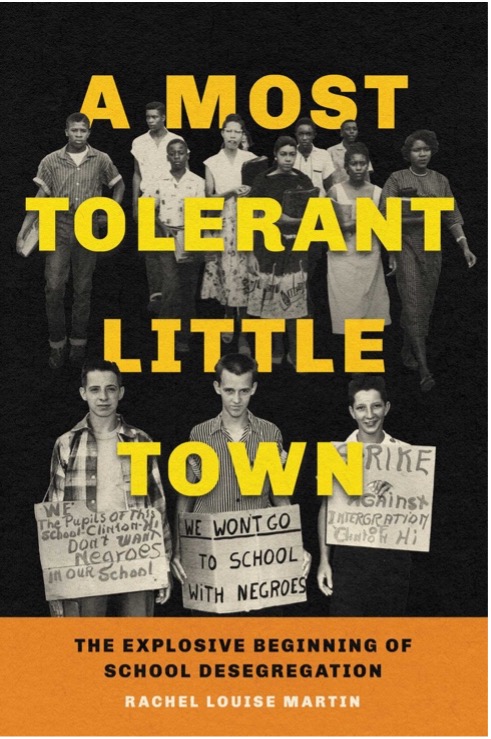 A MOST
TOLERANT
LITTLE
TOWN
WE
The Pupils OF This
School-Clinton-Hi
DON'T WANT
Negroes
IN OUR School
WE WON'T GO
TO SCHOOL
WITH NEGROES
RIKE
Against
INTERGRATION
OF
Clinton Hi
THE EXPLOSIVE BEGINNING OF
SCHOOL DESEGREGATION
RACHEL LOUISE MARTIN